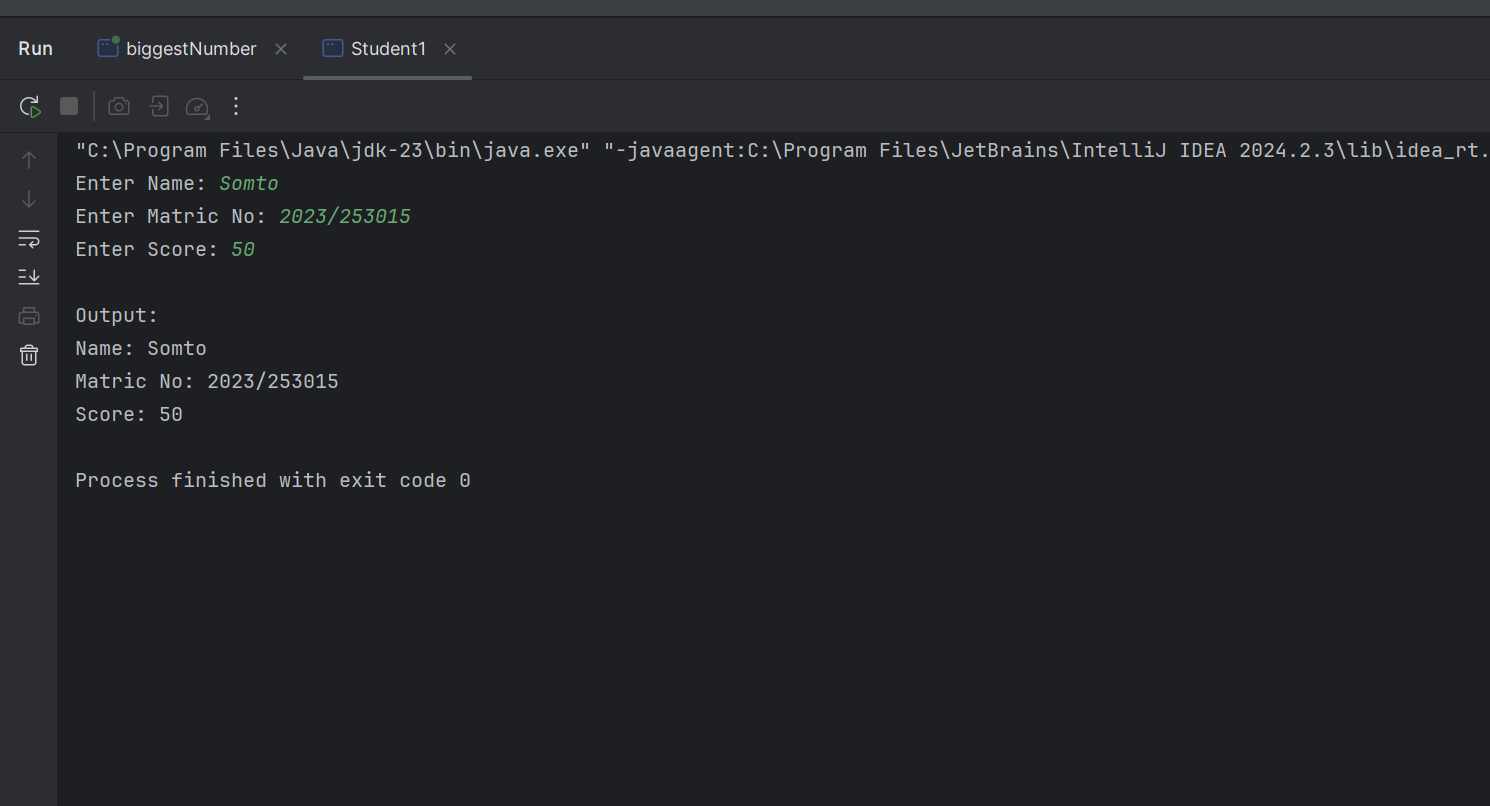 Run biggestNumber Student1
"C:\Program Files\Java\jdk-23\bin\java.exe" "-javaagent:C:\Program Files\JetBrains\IntelliJ IDEA 2024.2.3\lib\idea_rt.
Enter Name: Somto
Enter Matric No: 2023/253015
Enter Score: 50
Output:
Name: Somto
Matric No: 2023/253015
Score: 50
Process finished with exit code 0